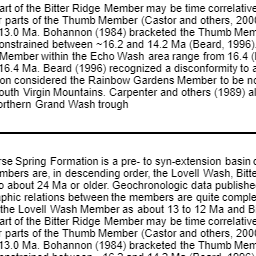 art of the Bitter Ridge Member may be time correlative
r parts of the Thumb Member (Castor and others, 200
13.0 Ma. Bohannon (1984) bracketed the Thumb Mem
onstrained between ~16.2 and 14.2 Ma (Beard, 1996).
Member within the Echo Wash area range from 16.4 (
16.4 Ma. Beard (1996) recognized a disconformity to a
on considered the Rainbow Gardens Member to be no
outh Virgin Mountains. Carpenter and others (1989) al
orthern Grand Wash trough
rse Spring Formation is a pre- to syn-extension basin d
mbers are, in descending order, the Lovell Wash, Bitte
o about 24 Ma or older. Geochronologic data publishe
phic relations between the members are quite comple
the Lovell Wash Member as about 13 to 12 Ma and B
art of the Bitter Ridge Member may be time correlative
r parts of the Thumb Member (Castor and others, 200
13.0 Ma. Bohannon (1984) bracketed the Thumb Mem